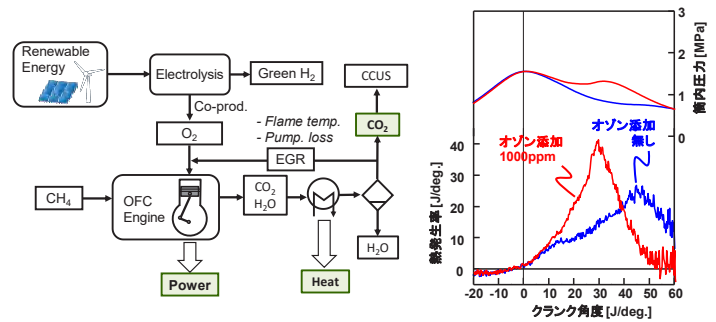 Renewable
Energy
Electrolysis
Green H2
CCUS
Co-prod.
- Flame temp.
- Pump. loss
CO2
O2
EGR
CH4
OFC
Engine
CO2
H2O
H2O
Power
Heat
3
2
1
0
筒内圧力 [MPa]
オゾン添加
1000ppm
オゾン添加
無し
40
30
20
10
0
熱発生率 [J/deg.]
-20
-10
0
10
20
30
40
50
60
クランク角度 [J/deg.]